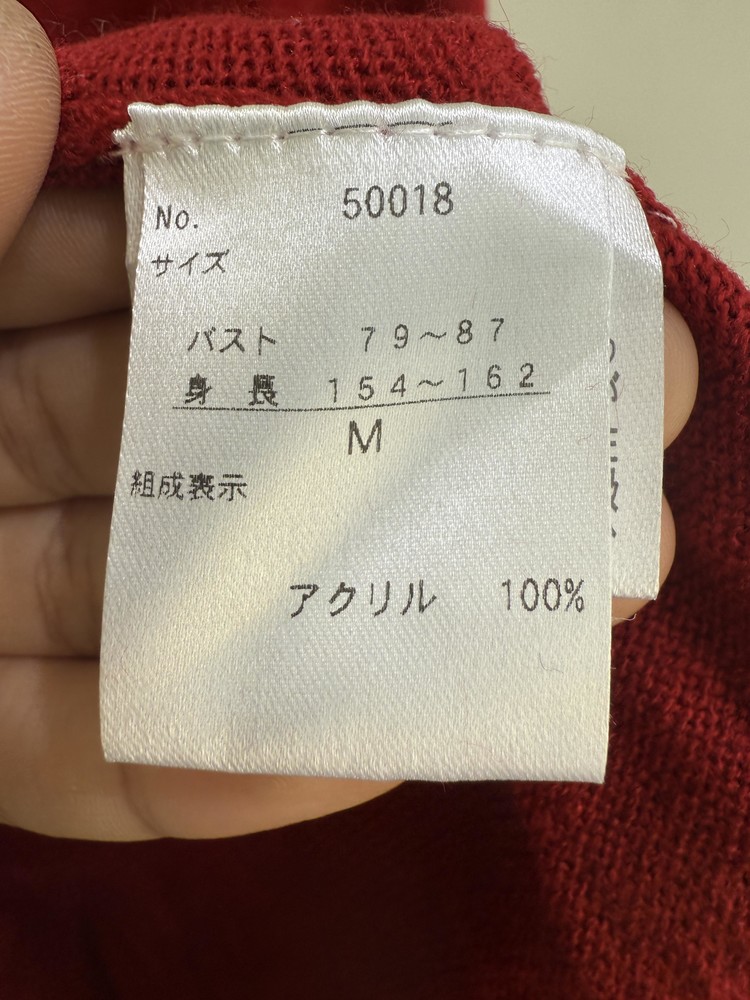 No. 50018
サイズ
バスト 79～87
身長 154～162
M
組成表示
アクリル 100%